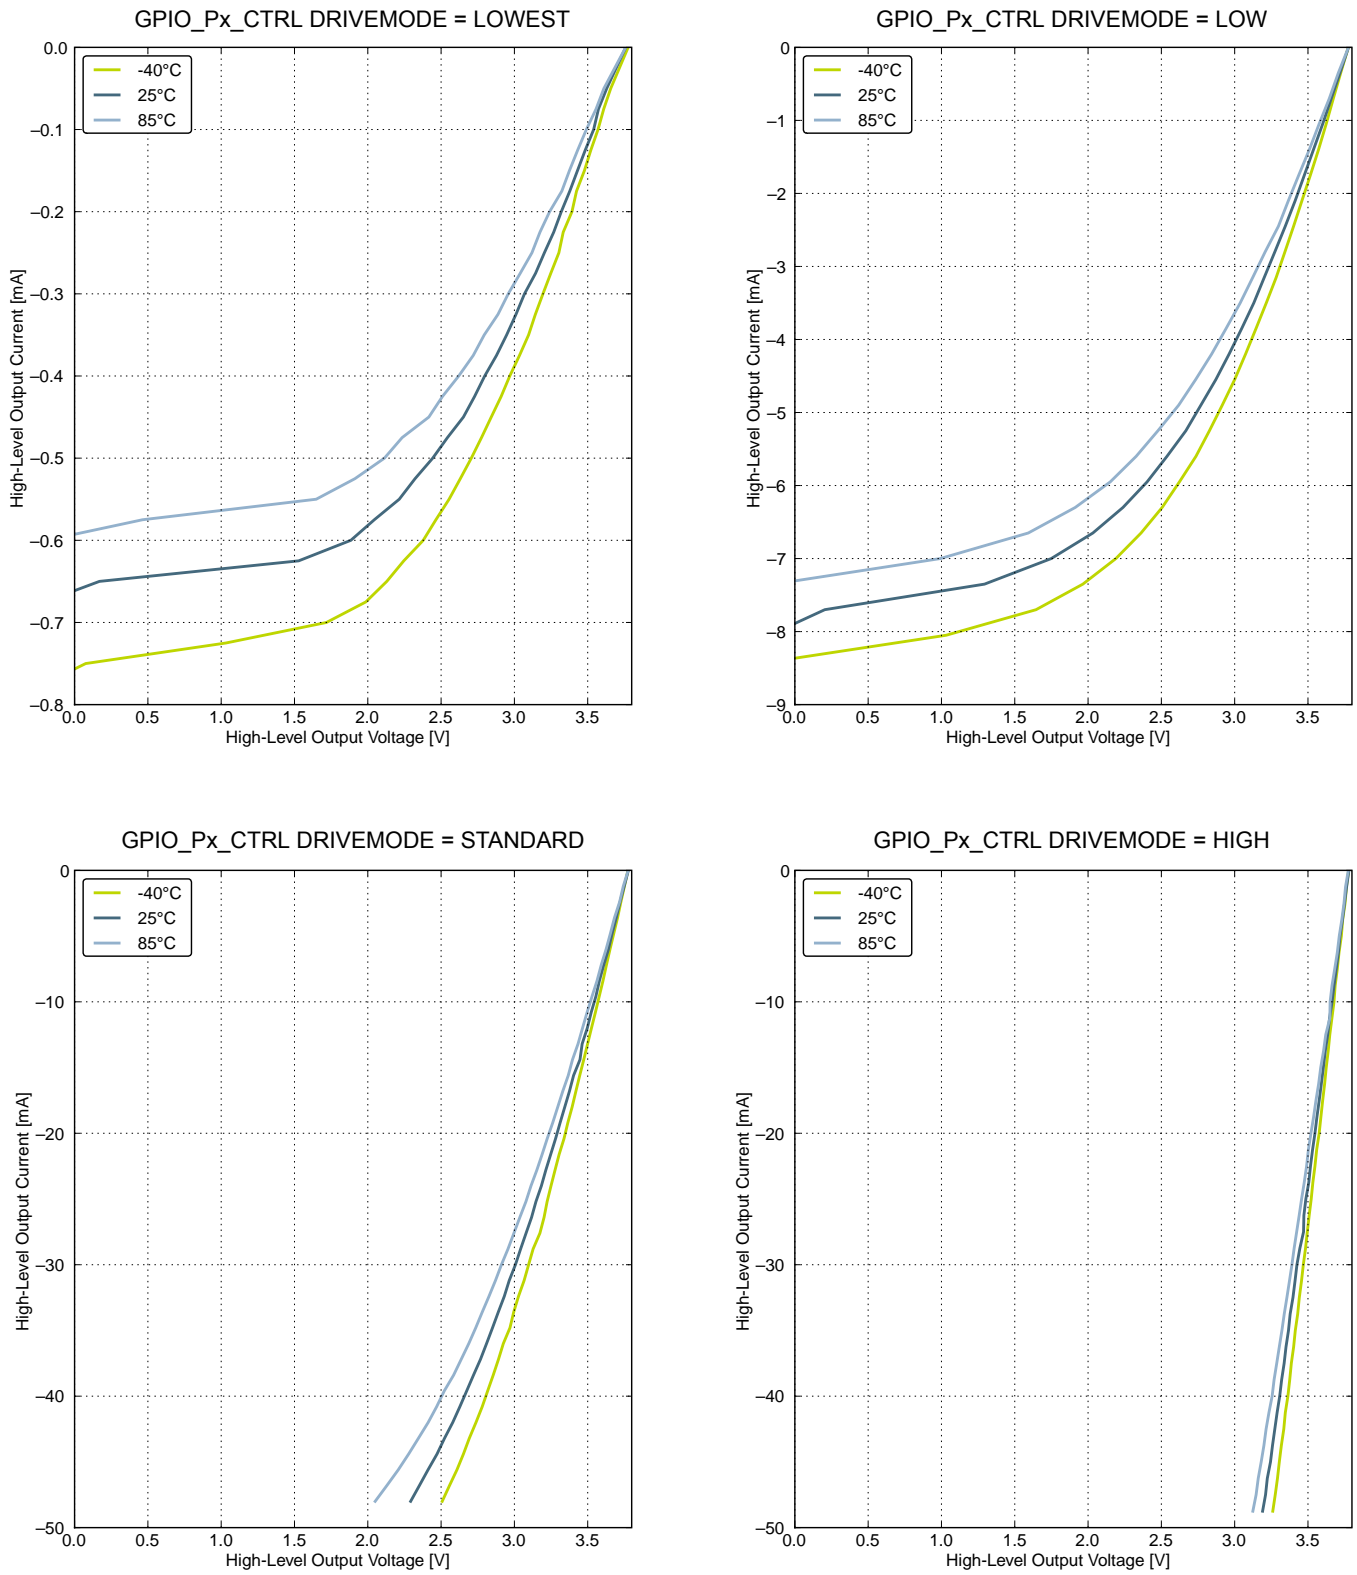 GPIO_Px_CTRL DRIVEMODE = LOWEST
0.0
–0.1
–0.2
–0.3
–0.4
–0.5
–0.6
–0.7
–0.8
High-Level Output Current [mA]
-40°C
25°C
85°C
0.0 0.5 1.0 1.5 2.0 2.5 3.0 3.5
High-Level Output Voltage [V]
GPIO_Px_CTRL DRIVEMODE = LOW
0
–1
–2
–3
–4
–5
–6
–7
–8
–9
High-Level Output Current [mA]
-40°C
25°C
85°C
0.0 0.5 1.0 1.5 2.0 2.5 3.0 3.5
High-Level Output Voltage [V]
GPIO_Px_CTRL DRIVEMODE = STANDARD
0
–10
–20
–30
–40
–50
High-Level Output Current [mA]
-40°C
25°C
85°C
0.0 0.5 1.0 1.5 2.0 2.5 3.0 3.5
High-Level Output Voltage [V]
GPIO_Px_CTRL DRIVEMODE = HIGH
0
–10
–20
–30
–40
–50
High-Level Output Current [mA]
-40°C
25°C
85°C
0.0 0.5 1.0 1.5 2.0 2.5 3.0 3.5
High-Level Output Voltage [V]